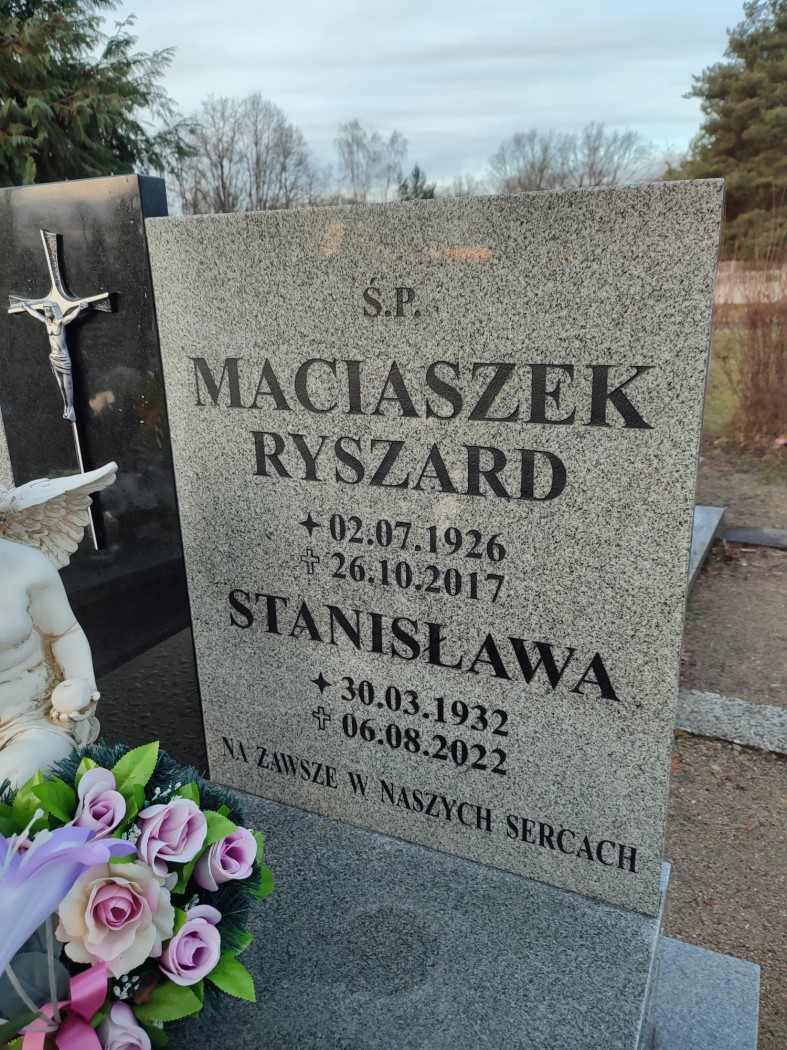 Ś.P.
MACIASZEK
RYSZARD
02.07.1926
26.10.2017
STANISŁAWA
30.03.1932
06.08.2022
NA ZAWSZE W NASZYCH SERCACH